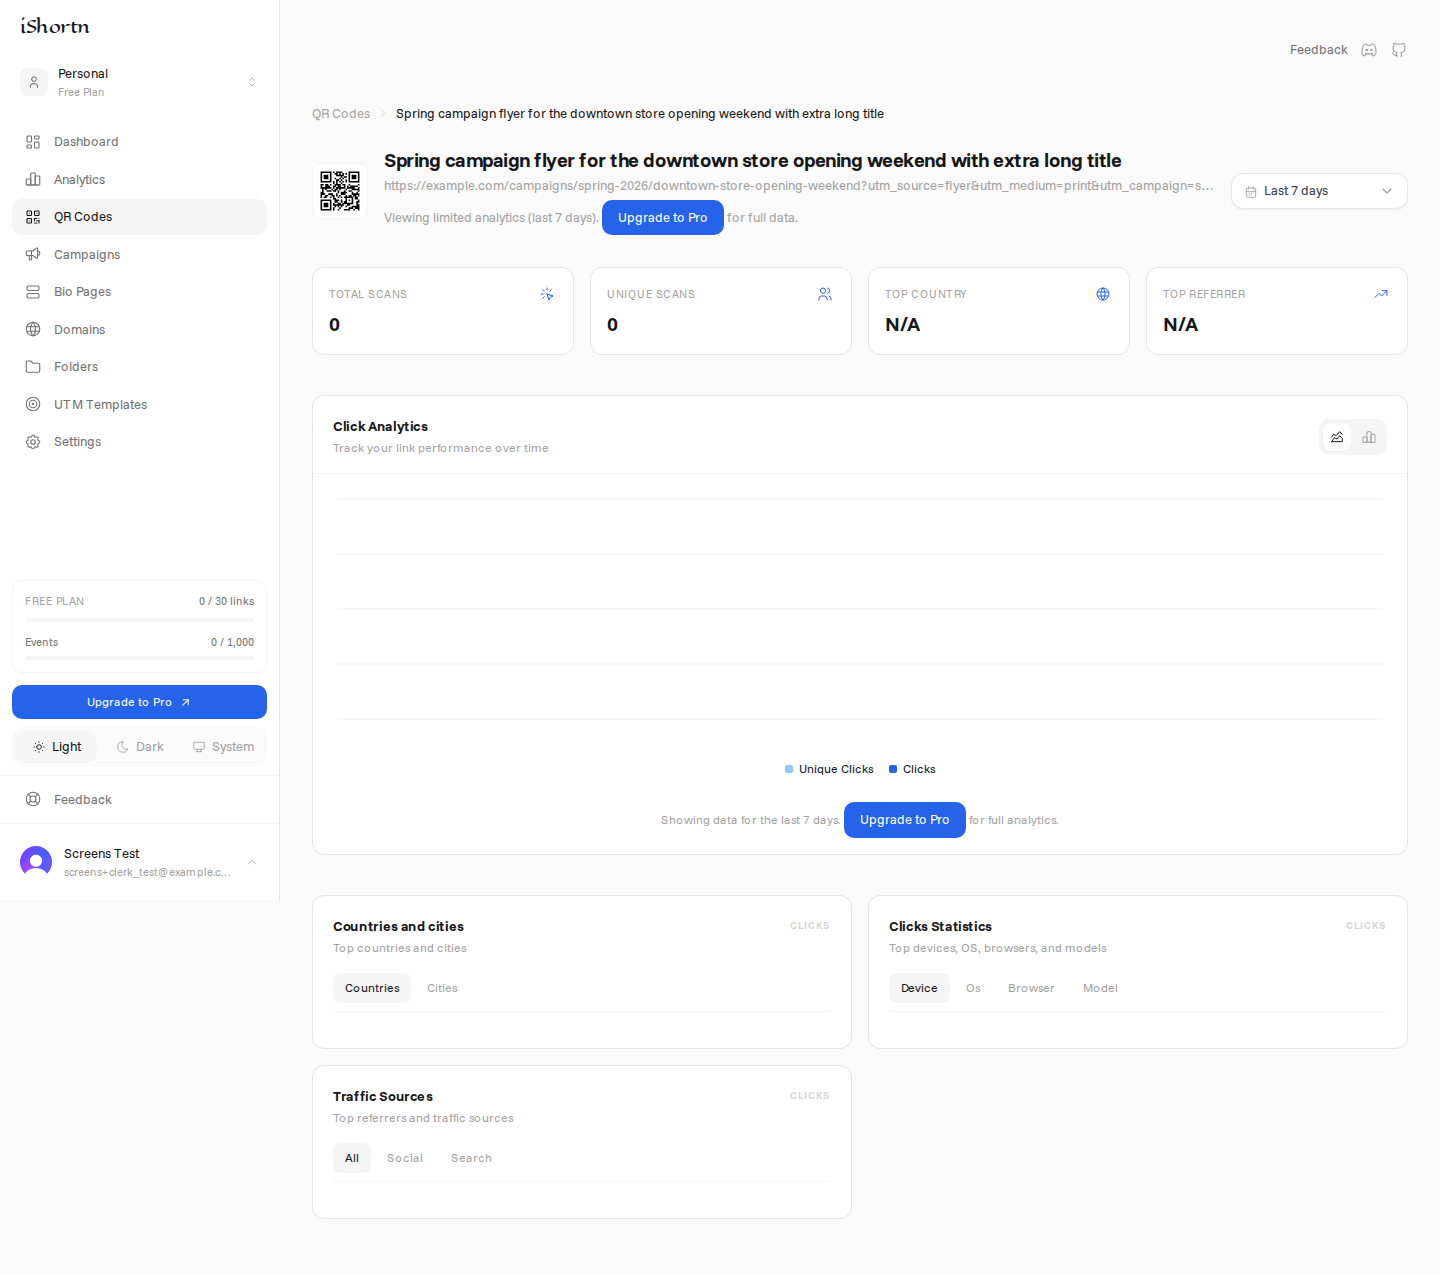 iShortn
Personal
Free Plan
Dashboard
Analytics
QR Codes
Campaigns
Bio Pages
Domains
Folders
UTM Templates
Settings
FREE PLAN 0 / 30 links
Events 0 / 1,000
Upgrade to Pro
Light Dark System
Feedback
Screens Test
screens+clerk_test@example.c...
Feedback
QR Codes Spring campaign flyer for the downtown store opening weekend with extra long title
Spring campaign flyer for the downtown store opening weekend with extra long title
https://example.com/campaigns/spring-2026/downtown-store-opening-weekend?utm_source=flyer&utm_medium=print&utm_campaign=s...
Viewing limited analytics (last 7 days). Upgrade to Pro for full data.
Last 7 days
TOTAL SCANS
0
UNIQUE SCANS
0
TOP COUNTRY
N/A
TOP REFERRER
N/A
Click Analytics
Track your link performance over time
Unique Clicks Clicks
Showing data for the last 7 days. Upgrade to Pro for full analytics.
Countries and cities CLICKS
Top countries and cities
Countries Cities
Clicks Statistics CLICKS
Top devices, OS, browsers, and models
Device Os Browser Model
Traffic Sources CLICKS
Top referrers and traffic sources
All Social Search